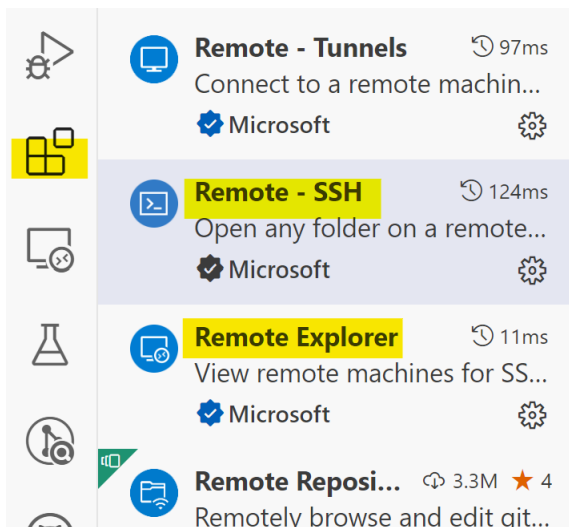 Remote - Tunnels 97ms
Connect to a remote machin...
Microsoft
Remote - SSH 124ms
Open any folder on a remote...
Microsoft
Remote Explorer 11ms
View remote machines for SS...
Microsoft
Remote Reposi... 3.3M 4
Remotely browse and edit git...